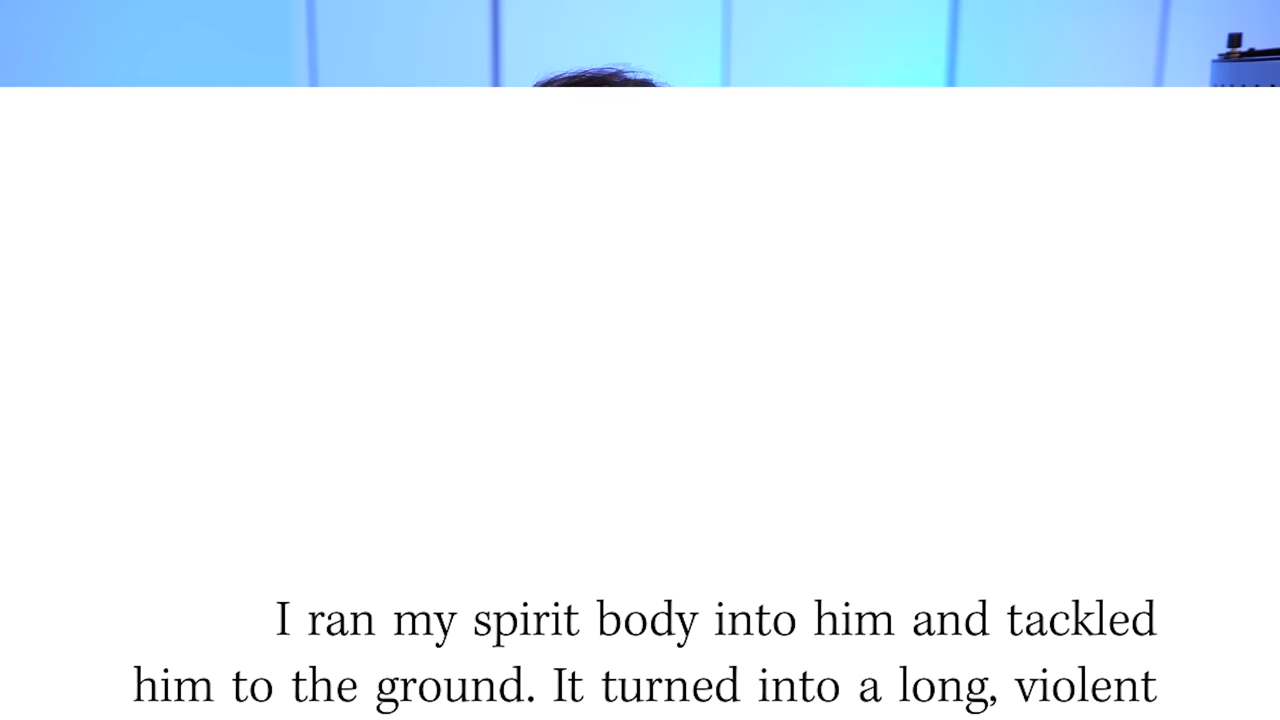 I ran my spirit body into him and tackled
him to the ground. It turned into a long, violent